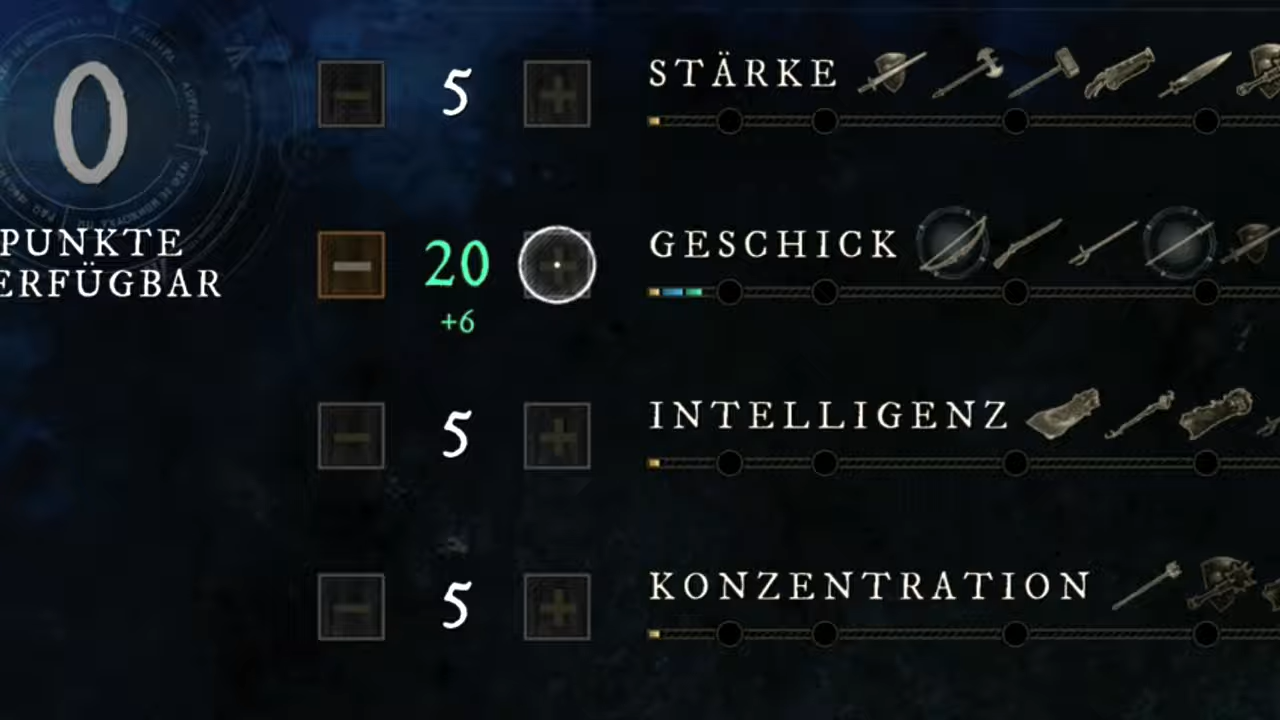 0
PUNKTE
ERFÜGBAR
5
STÄRKE
20
+6
GESCHICK
5
INTELLIGENZ
5
KONZENTRATION